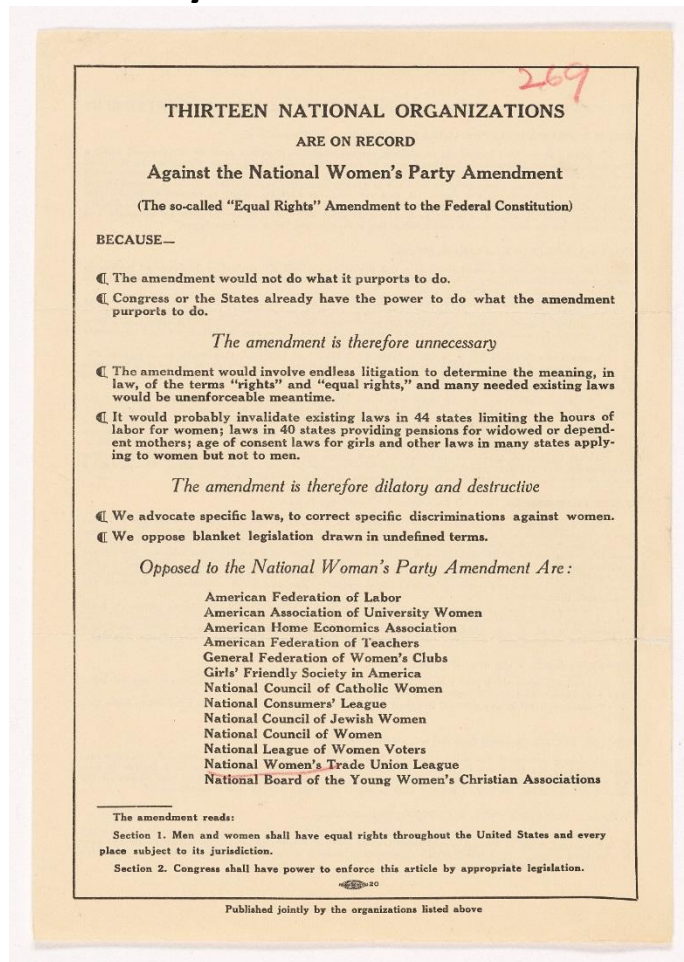 269
THIRTEEN NATIONAL ORGANIZATIONS
ARE ON RECORD
Against the National Women's Party Amendment
(The so-called "Equal Rights" Amendment to the Federal Constitution)
BECAUSE—
¶ The amendment would not do what it purports to do.
¶ Congress or the States already have the power to do what the amendment
purports to do.
The amendment is therefore unnecessary
¶ The amendment would involve endless litigation to determine the meaning, in
law, of the terms "rights" and "equal rights," and many needed existing laws
would be unenforceable meantime.
¶ It would probably invalidate existing laws in 44 states limiting the hours of
labor for women; laws in 40 states providing pensions for widowed or depend-
ent mothers; age of consent laws for girls and other laws in many states apply-
ing to women but not to men.
The amendment is therefore dilatory and destructive
¶ We advocate specific laws, to correct specific discriminations against women.
¶ We oppose blanket legislation drawn in undefined terms.
Opposed to the National Woman's Party Amendment Are:
American Federation of Labor
American Association of University Women
American Home Economics Association
American Federation of Teachers
General Federation of Women's Clubs
Girls' Friendly Society in America
National Council of Catholic Women
National Consumers' League
National Council of Jewish Women
National Council of Women
National League of Women Voters
National Women's Trade Union League
National Board of the Young Women's Christian Associations
The amendment reads:
Section 1. Men and women shall have equal rights throughout the United States and every
place subject to its jurisdiction.
Section 2. Congress shall have power to enforce this article by appropriate legislation.
20
Published jointly by the organizations listed above